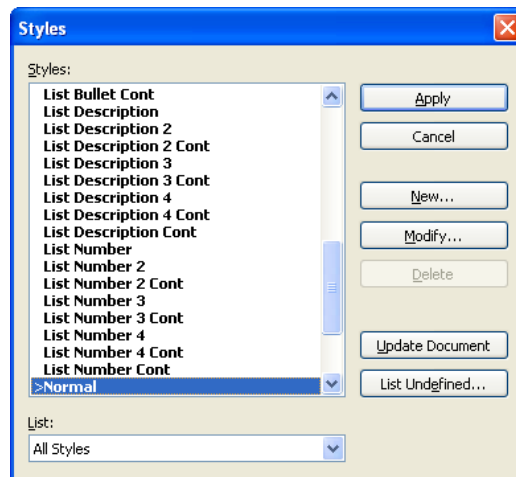 Styles
Styles:
List Bullet Cont
List Description
List Description 2
List Description 2 Cont
List Description 3
List Description 3 Cont
List Description 4
List Description 4 Cont
List Description Cont
List Number
List Number 2
List Number 2 Cont
List Number 3
List Number 3 Cont
List Number 4
List Number 4 Cont
List Number Cont
>Normal
Apply
Cancel
New...
Modify...
Delete
Update Document
List Undefined...
List:
All Styles